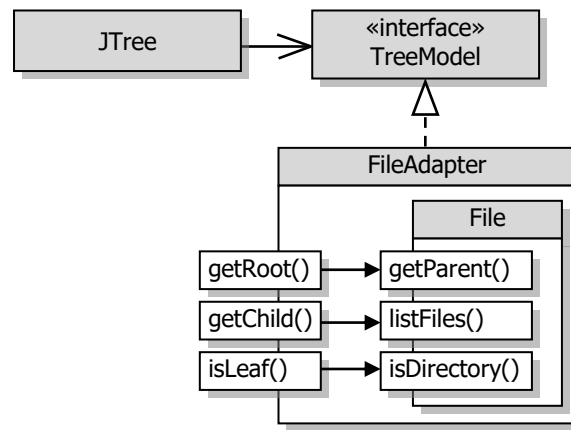 JTree
«interface»
TreeModel
FileAdapter
File
getRoot()
getParent()
getChild()
listFiles()
isLeaf()
isDirectory()